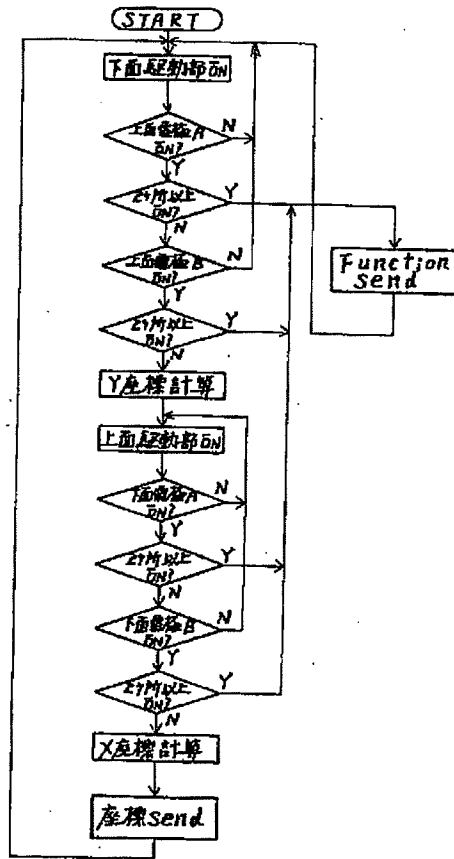 START
下面駆動部ON
上面電極A
ON?
N
Y
2ヶ所以上
ON?
Y
N
上面電極B
ON?
N
Y
2ヶ所以上
ON?
Y
N
Function
send
Y座標計算
上面駆動部ON
下面電極A
ON?
N
Y
2ヶ所以上
ON?
Y
N
下面電極B
ON?
N
Y
2ヶ所以上
ON?
Y
N
X座標計算
座標send